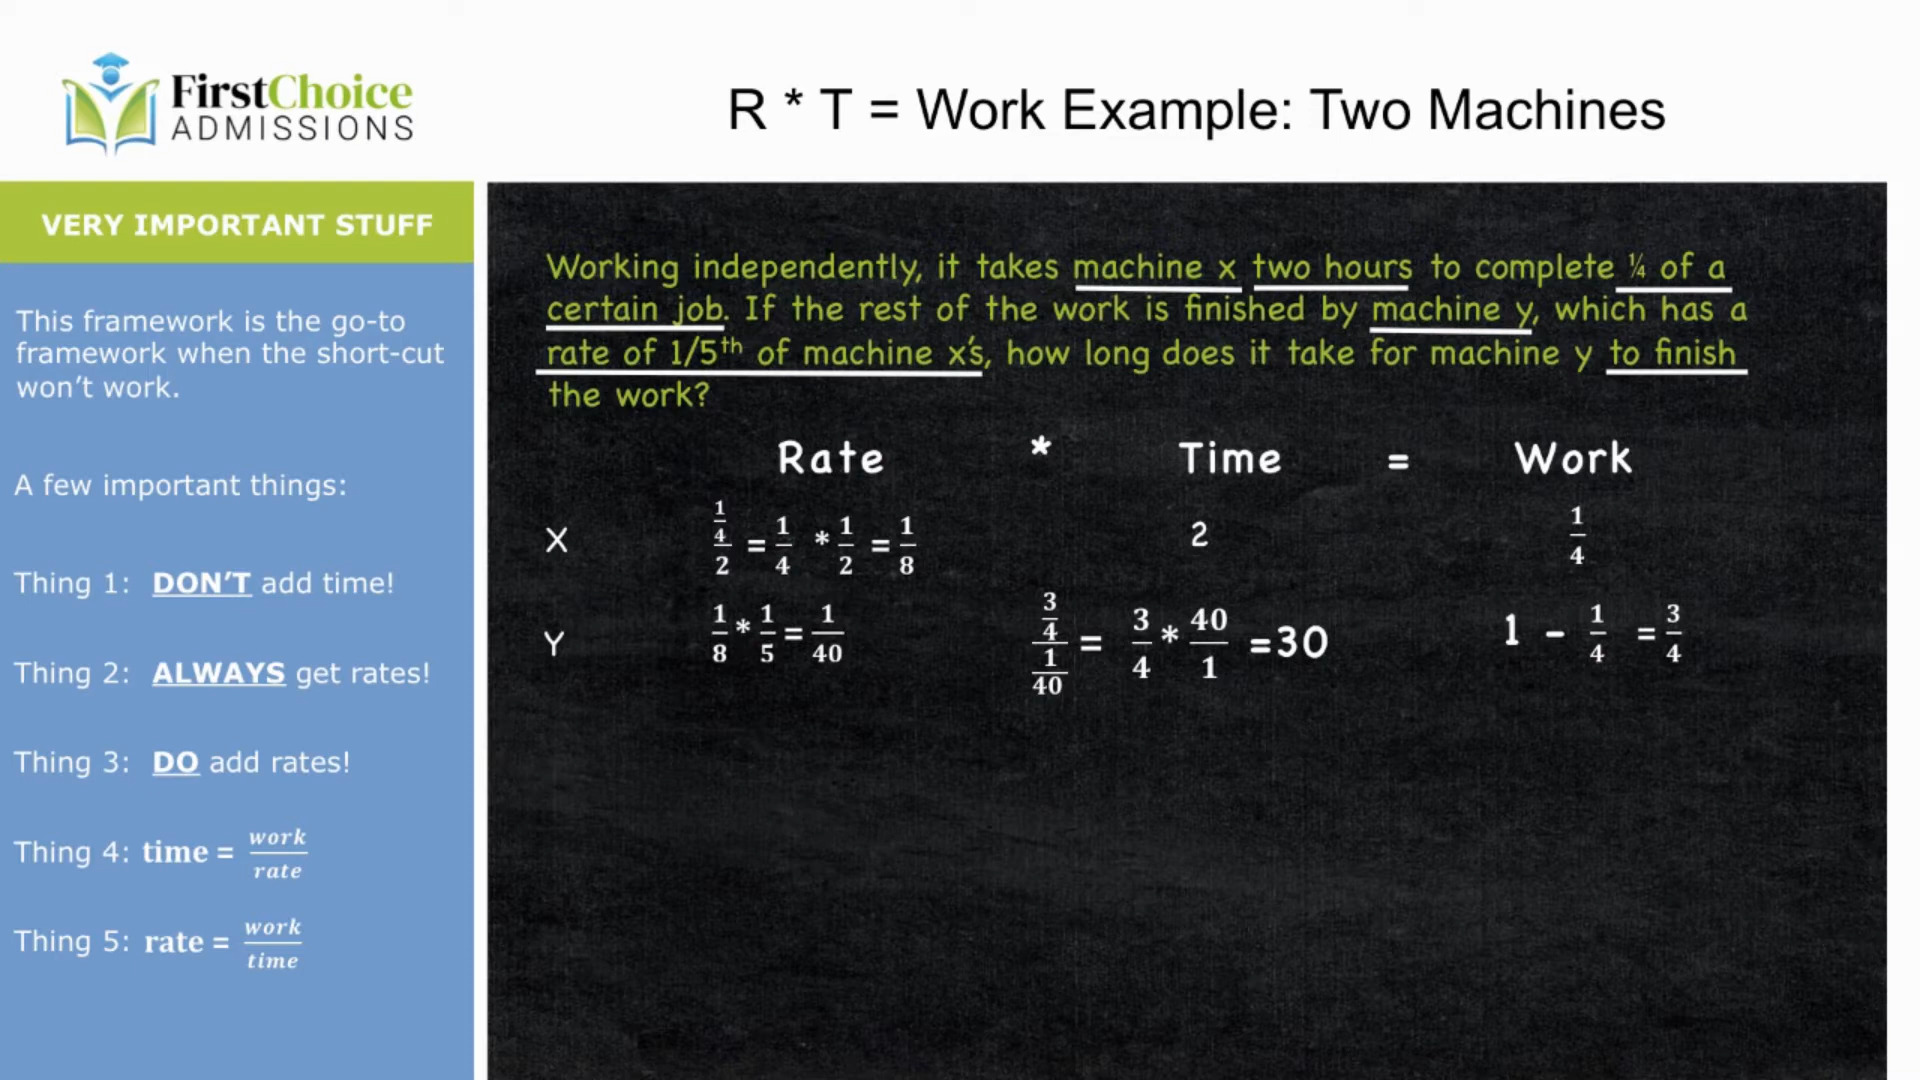 FirstChoice
ADMISSIONS
R * T = Work Example: Two Machines
VERY IMPORTANT STUFF
This framework is the go-to
framework when the short-cut
won’t work.
A few important things:
Thing 1: DON’T add time!
Thing 2: ALWAYS get rates!
Thing 3: DO add rates!
Thing 4: time = work/rate
Thing 5: rate = work/time
Working independently, it takes machine x two hours to complete ¼ of a
certain job. If the rest of the work is finished by machine y, which has a
rate of 1/5th of machine x’s, how long does it take for machine y to finish
the work?
Rate * Time = Work
X (1/4)/2 = 1/4 * 1/2 = 1/8 2 1/4
Y 1/8 * 1/5 = 1/40 (3/4)/(1/40) = 3/4 * 40/1 =30 1 - 1/4 = 3/4